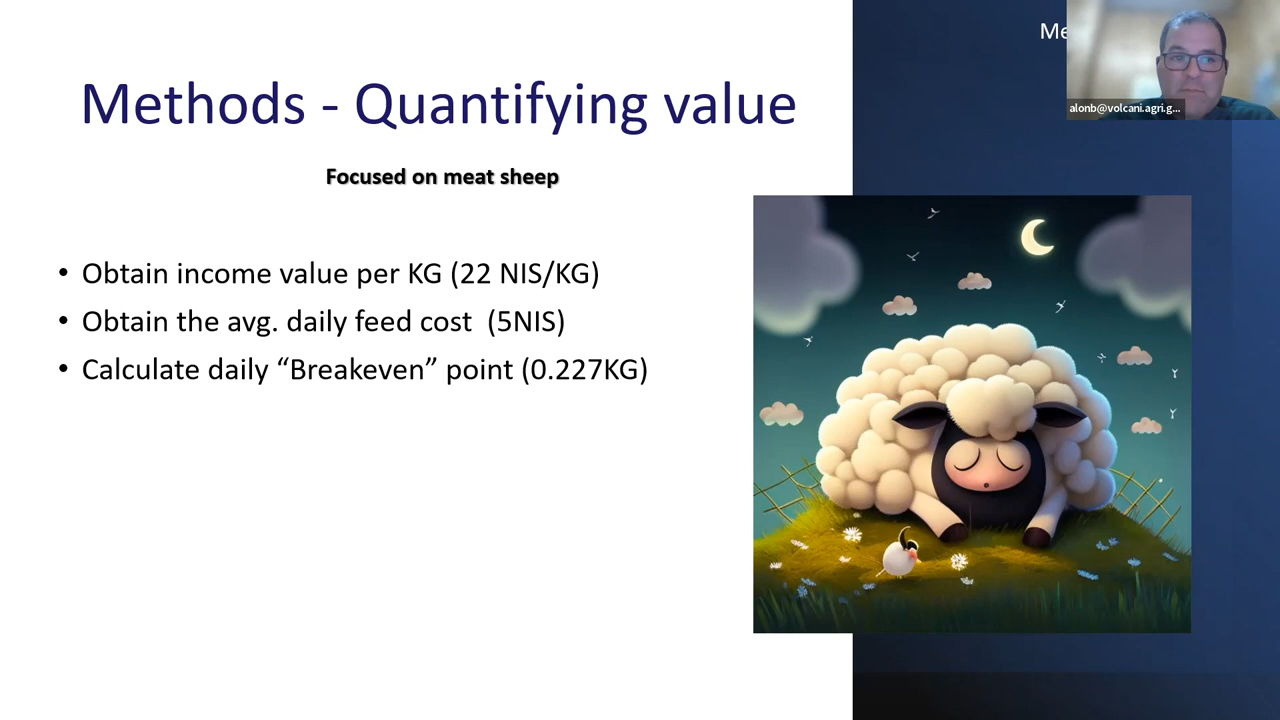 Methods - Quantifying value
Focused on meat sheep
• Obtain income value per KG (22 NIS/KG)
• Obtain the avg. daily feed cost  (5NIS)
• Calculate daily “Breakeven” point (0.227KG)
Me
alonb@volcani.agri.g...